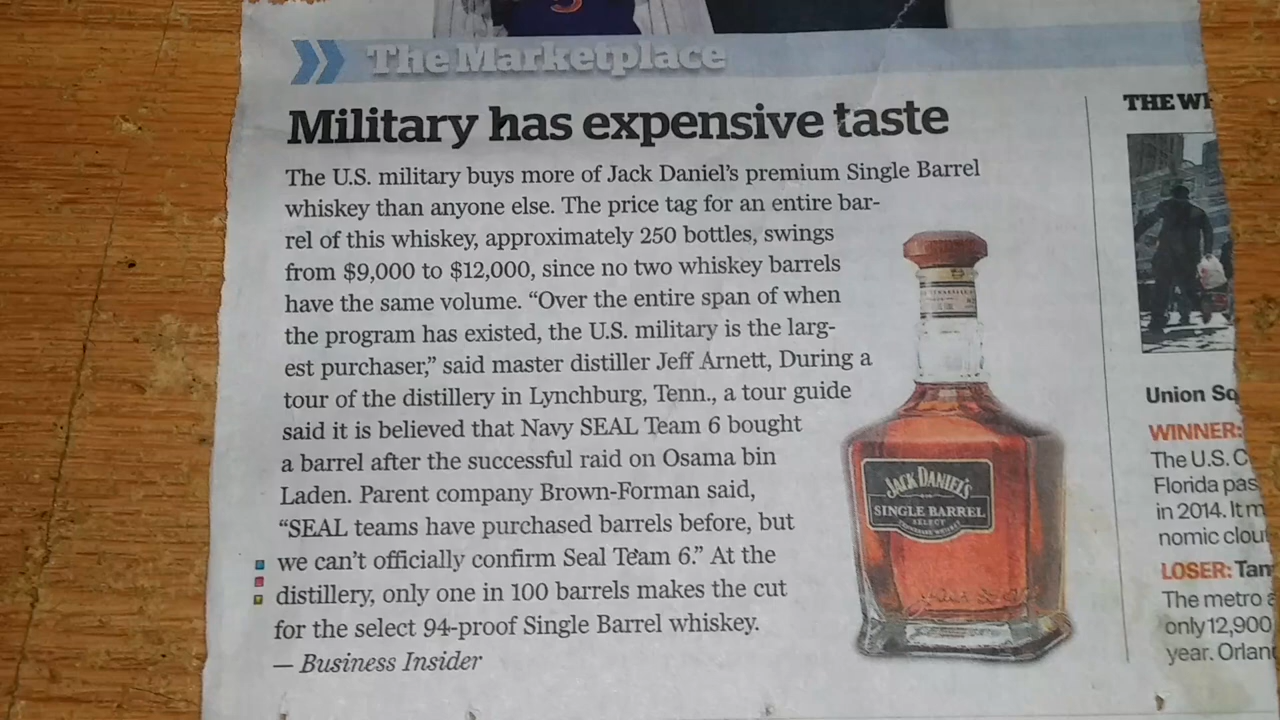 The Marketplace
Military has expensive taste
The U.S. military buys more of Jack Daniel's premium Single Barrel
whiskey than anyone else. The price tag for an entire bar-
rel of this whiskey, approximately 250 bottles, swings
from $9,000 to $12,000, since no two whiskey barrels
have the same volume. “Over the entire span of when
the program has existed, the U.S. military is the larg-
est purchaser,” said master distiller Jeff Arnett, During a
tour of the distillery in Lynchburg, Tenn., a tour guide
said it is believed that Navy SEAL Team 6 bought
a barrel after the successful raid on Osama bin
Laden. Parent company Brown-Forman said,
“SEAL teams have purchased barrels before, but
we can't officially confirm Seal Team 6.” At the
distillery, only one in 100 barrels makes the cut
for the select 94-proof Single Barrel whiskey.
— Business Insider
JACK DANIEL'S
SINGLE BARREL
SELECT
TENNESSEE WHISKEY
THE W
Union Sq
WINNER:
The U.S. C
Florida pas
in 2014. It m
nomic clou
LOSER: Tam
The metro a
only 12,900
year. Orlan